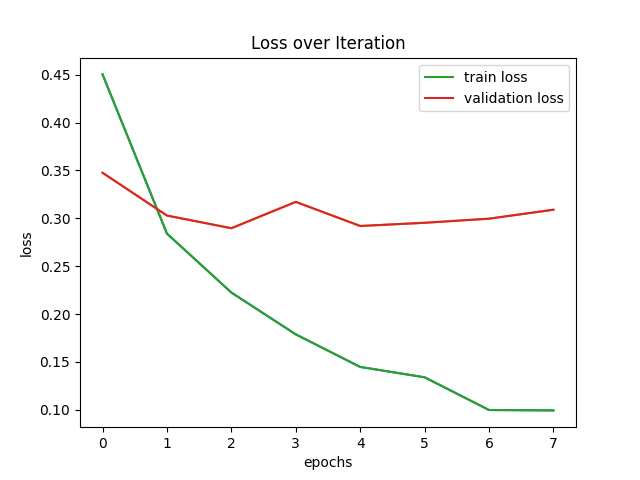 Loss over Iteration
train loss
validation loss
0.45
0.40
0.35
0.30
0.25
0.20
0.15
0.10
loss
0 1 2 3 4 5 6 7
epochs